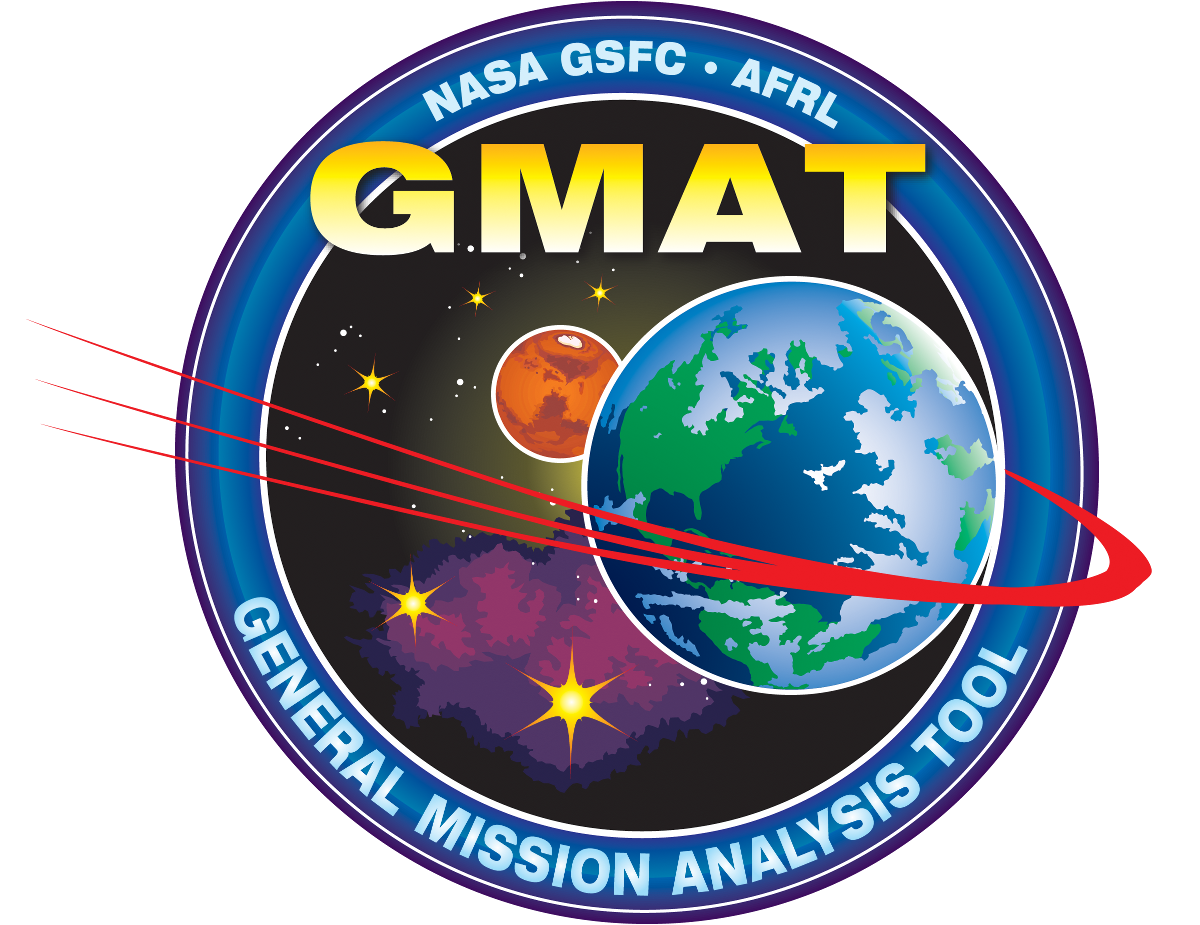 NASA GSFC • AFRL
GMAT
GENERAL MISSION ANALYSIS TOOL